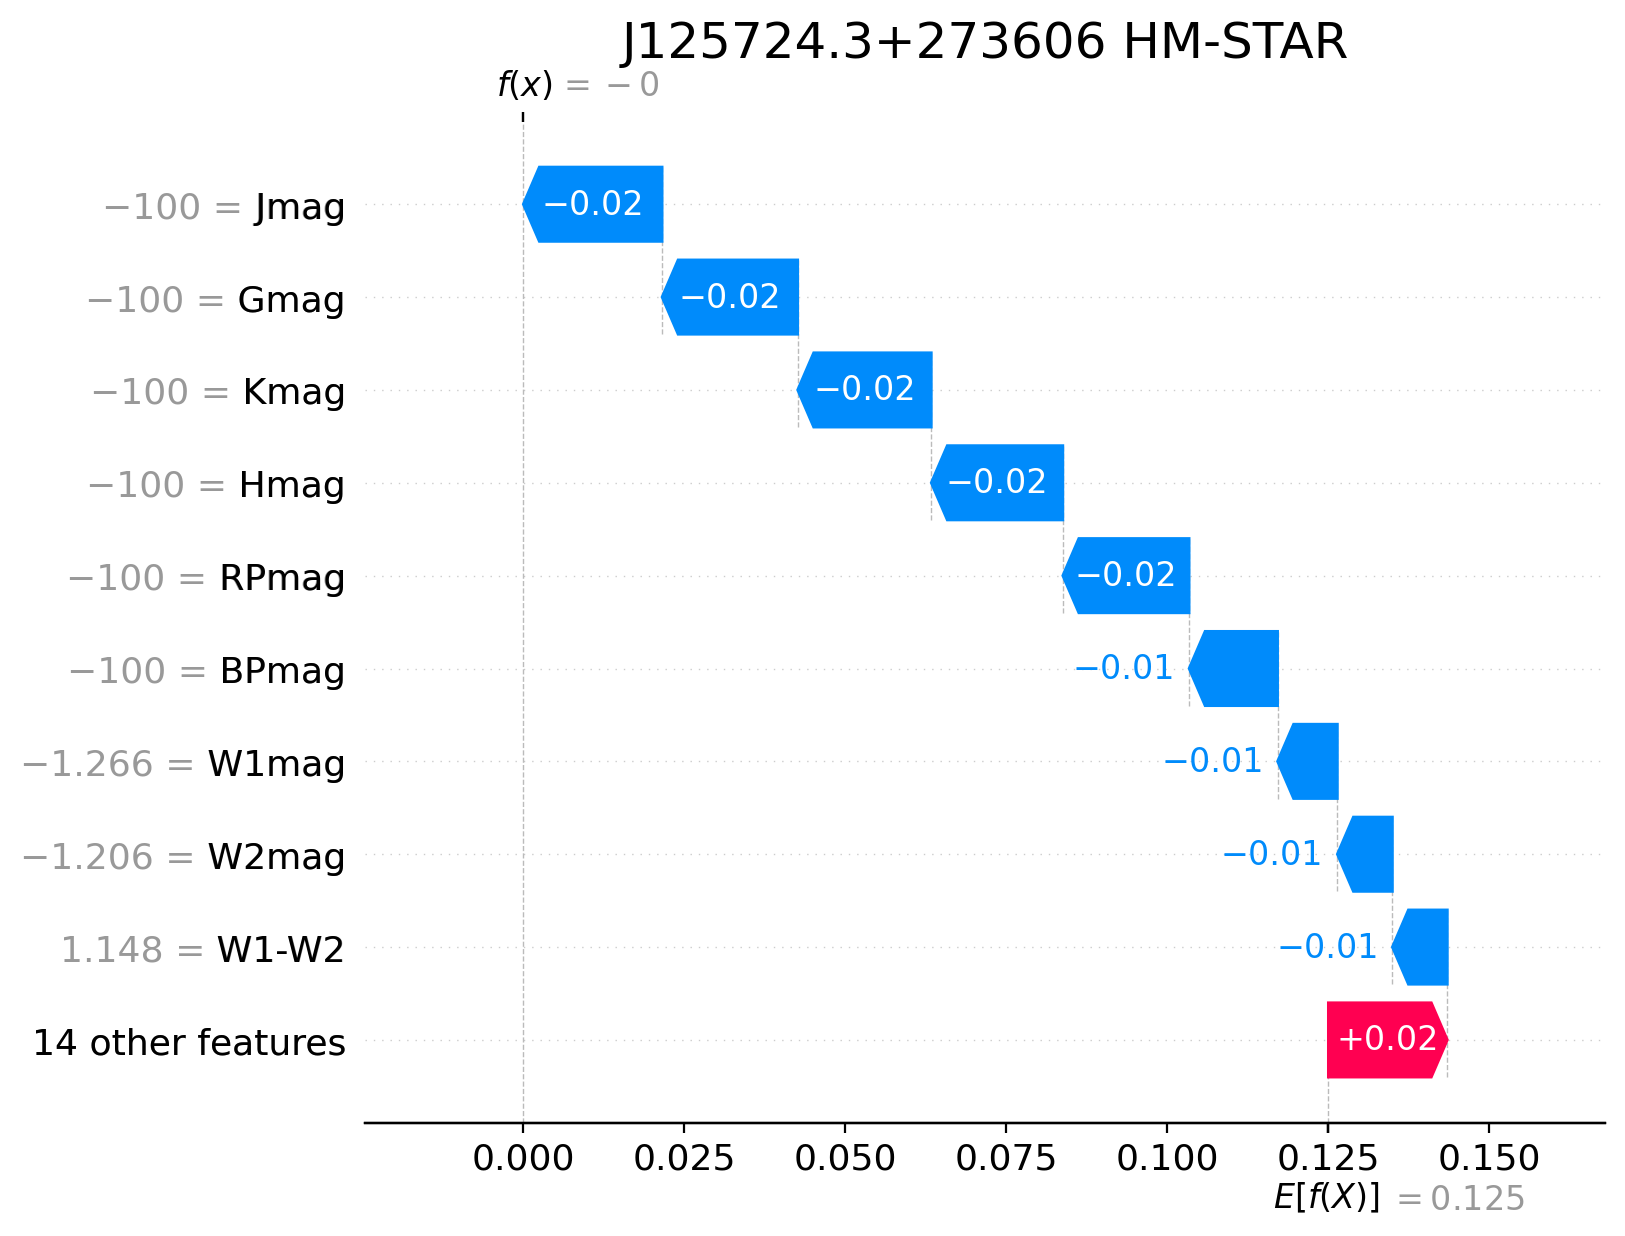 J125724.3+273606 HM-STAR
f(x) = −0
−100 = Jmag
−0.02
−100 = Gmag
−0.02
−100 = Kmag
−0.02
−100 = Hmag
−0.02
−100 = RPmag
−0.02
−100 = BPmag
−0.01
−1.266 = W1mag
−0.01
−1.206 = W2mag
−0.01
1.148 = W1-W2
−0.01
14 other features
+0.02
0.000 0.025 0.050 0.075 0.100 0.125 0.150
E[f(X)] = 0.125